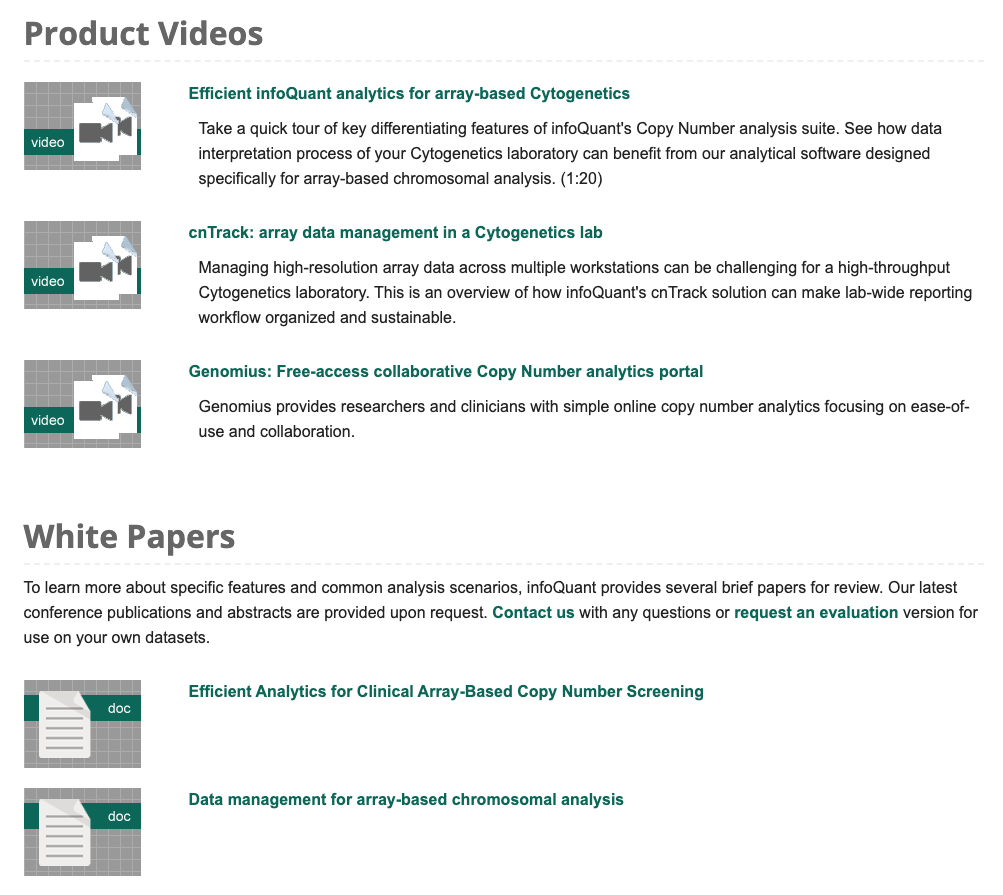 Product Videos
video
Efficient infoQuant analytics for array-based Cytogenetics
Take a quick tour of key differentiating features of infoQuant's Copy Number analysis suite. See how data
interpretation process of your Cytogenetics laboratory can benefit from our analytical software designed
specifically for array-based chromosomal analysis. (1:20)
video
cnTrack: array data management in a Cytogenetics lab
Managing high-resolution array data across multiple workstations can be challenging for a high-throughput
Cytogenetics laboratory. This is an overview of how infoQuant's cnTrack solution can make lab-wide reporting
workflow organized and sustainable.
video
Genomius: Free-access collaborative Copy Number analytics portal
Genomius provides researchers and clinicians with simple online copy number analytics focusing on ease-of-
use and collaboration.
White Papers
To learn more about specific features and common analysis scenarios, infoQuant provides several brief papers for review. Our latest
conference publications and abstracts are provided upon request. Contact us with any questions or request an evaluation version for
use on your own datasets.
doc
Efficient Analytics for Clinical Array-Based Copy Number Screening
doc
Data management for array-based chromosomal analysis